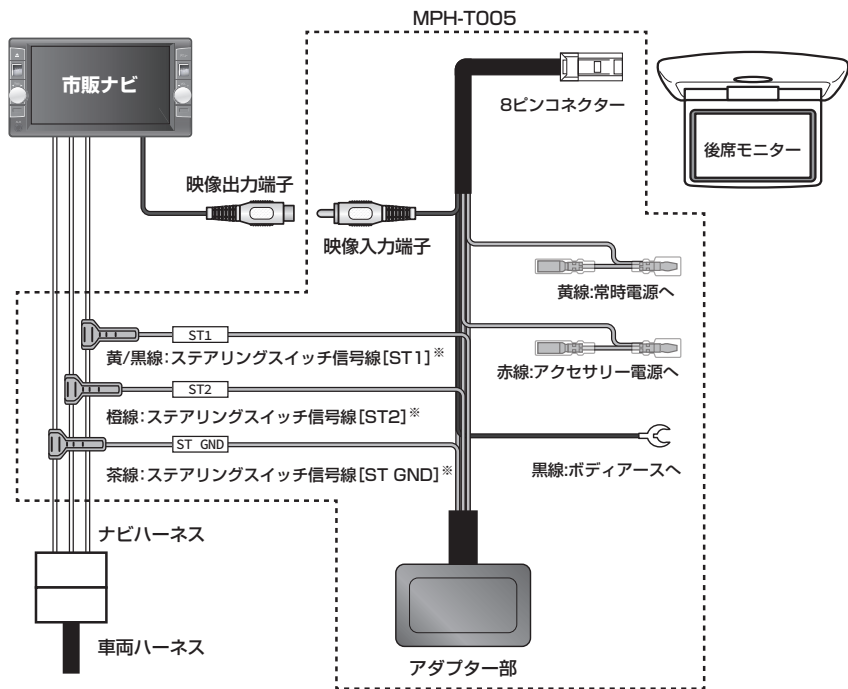 MPH-T005
市販ナビ
8ピンコネクター
後席モニター
映像出力端子
映像入力端子
黄線:常時電源へ
ST1
黄/黒線:ステアリングスイッチ信号線[ST1]※
赤線:アクセサリー電源へ
ST2
橙線:ステアリングスイッチ信号線[ST2]※
ST GND
茶線:ステアリングスイッチ信号線[ST GND]※
黒線:ボディアースへ
ナビハーネス
車両ハーネス
アダプター部